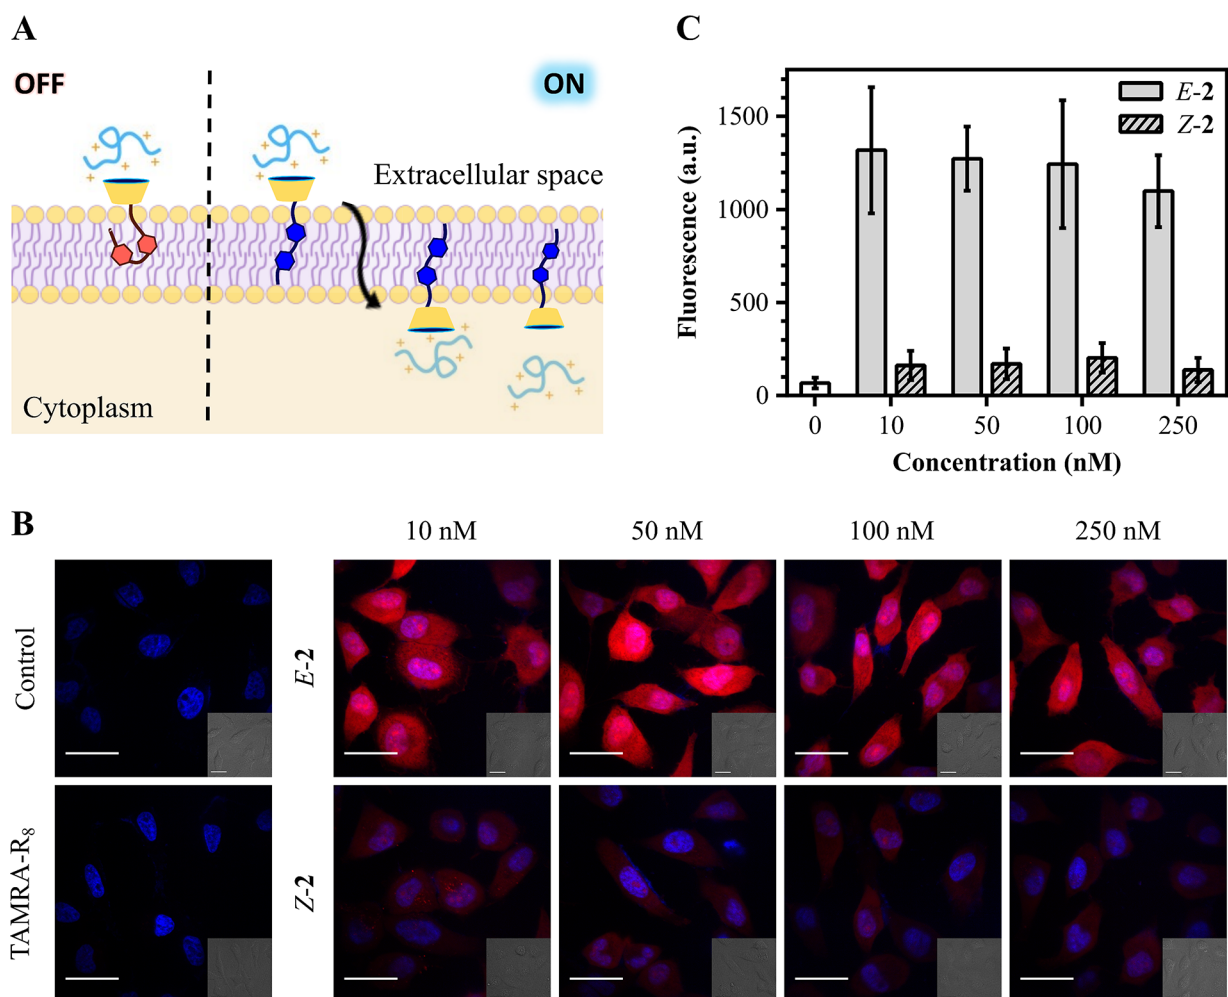 A
OFF
ON
Extracellular space
Cytoplasm
C
E-2
Z-2
Fluorescence (a.u.)
1500
1000
500
0
0 10 50 100 250
Concentration (nM)
B
10 nM 50 nM 100 nM 250 nM
Control
E-2
TAMRA-R₈
Z-2